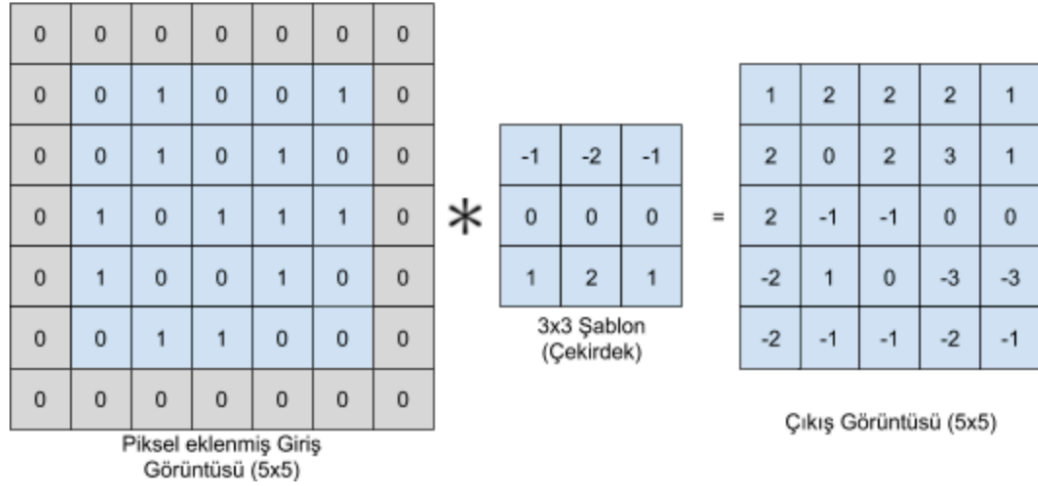 0 0 0 0 0 0 0
0 0 1 0 0 1 0
0 0 1 0 1 0 0
0 1 0 1 1 1 0
0 1 0 0 1 0 0
0 0 1 1 0 0 0
0 0 0 0 0 0 0
Piksel eklenmiş Giriş
Görüntüsü (5x5)
*
-1 -2 -1
0 0 0
1 2 1
3x3 Şablon
(Çekirdek)
=
1 2 2 2 1
2 0 2 3 1
2 -1 -1 0 0
-2 1 0 -3 -3
-2 -1 -1 -2 -1
Çıkış Görüntüsü (5x5)